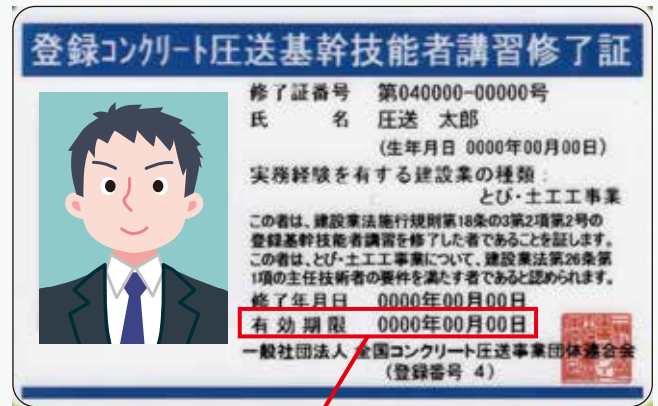 登録コンクリート圧送基幹技能者講習修了証
修了証番号 第040000-00000号
氏 名 圧送 太郎
(生年月日 0000年00月00日)
実務経験を有する建設業の種類:
とび・土工工事業
この者は、建設業法施行規則第18条の3第2項第2号の
登録基幹技能者講習を修了した者であることを証します。
この者は、とび・土工工事業について、建設業法第26条第
1項の主任技術者の要件を満たす者であると認められます。
修了年月日 0000年00月00日
有効期限 0000年00月00日
一般社団法人 全国コンクリート圧送事業団体連合会
(登録番号 4)